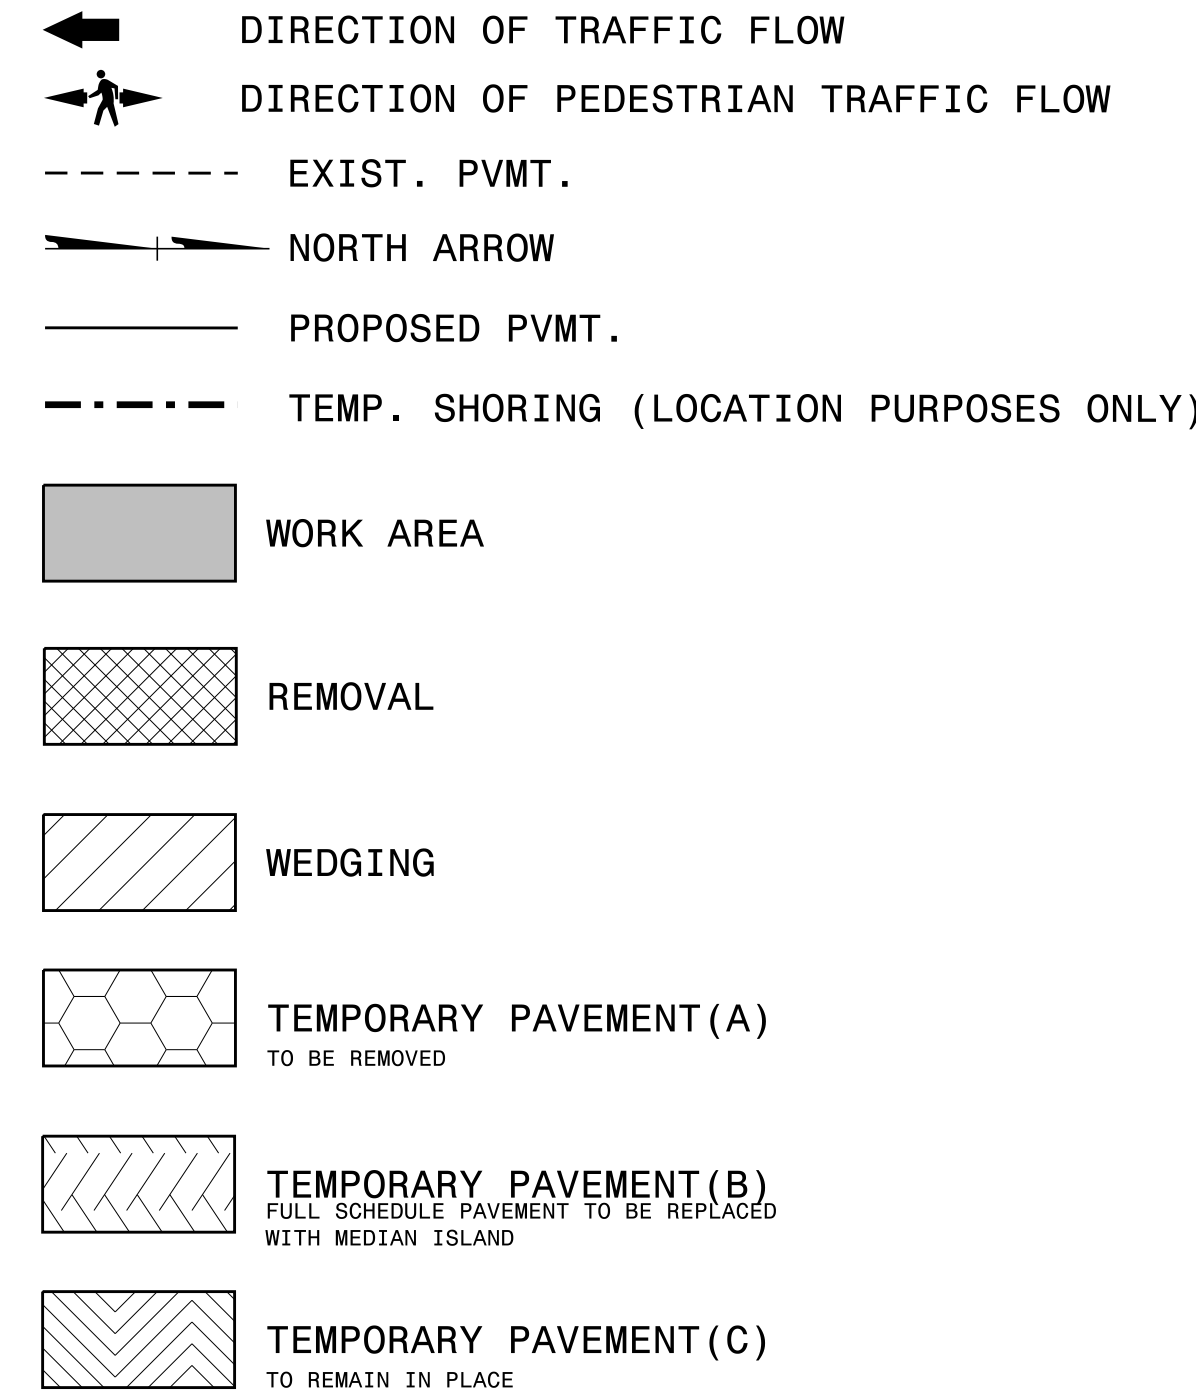 DIRECTION OF TRAFFIC FLOW
DIRECTION OF PEDESTRIAN TRAFFIC FLOW
EXIST. PVMT.
NORTH ARROW
PROPOSED PVMT.
TEMP. SHORING (LOCATION PURPOSES ONLY)
WORK AREA
REMOVAL
WEDGING
TEMPORARY PAVEMENT(A)
TO BE REMOVED
TEMPORARY PAVEMENT(B)
FULL SCHEDULE PAVEMENT TO BE REPLACED
WITH MEDIAN ISLAND
TEMPORARY PAVEMENT(C)
TO REMAIN IN PLACE